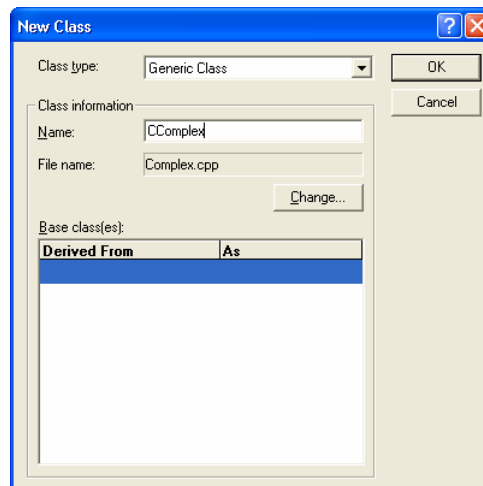 New Class
Class type:
Generic Class
OK
Cancel
Class information
Name:
CComplex
File name:
Complex.cpp
Change...
Base class(es):
Derived From
As